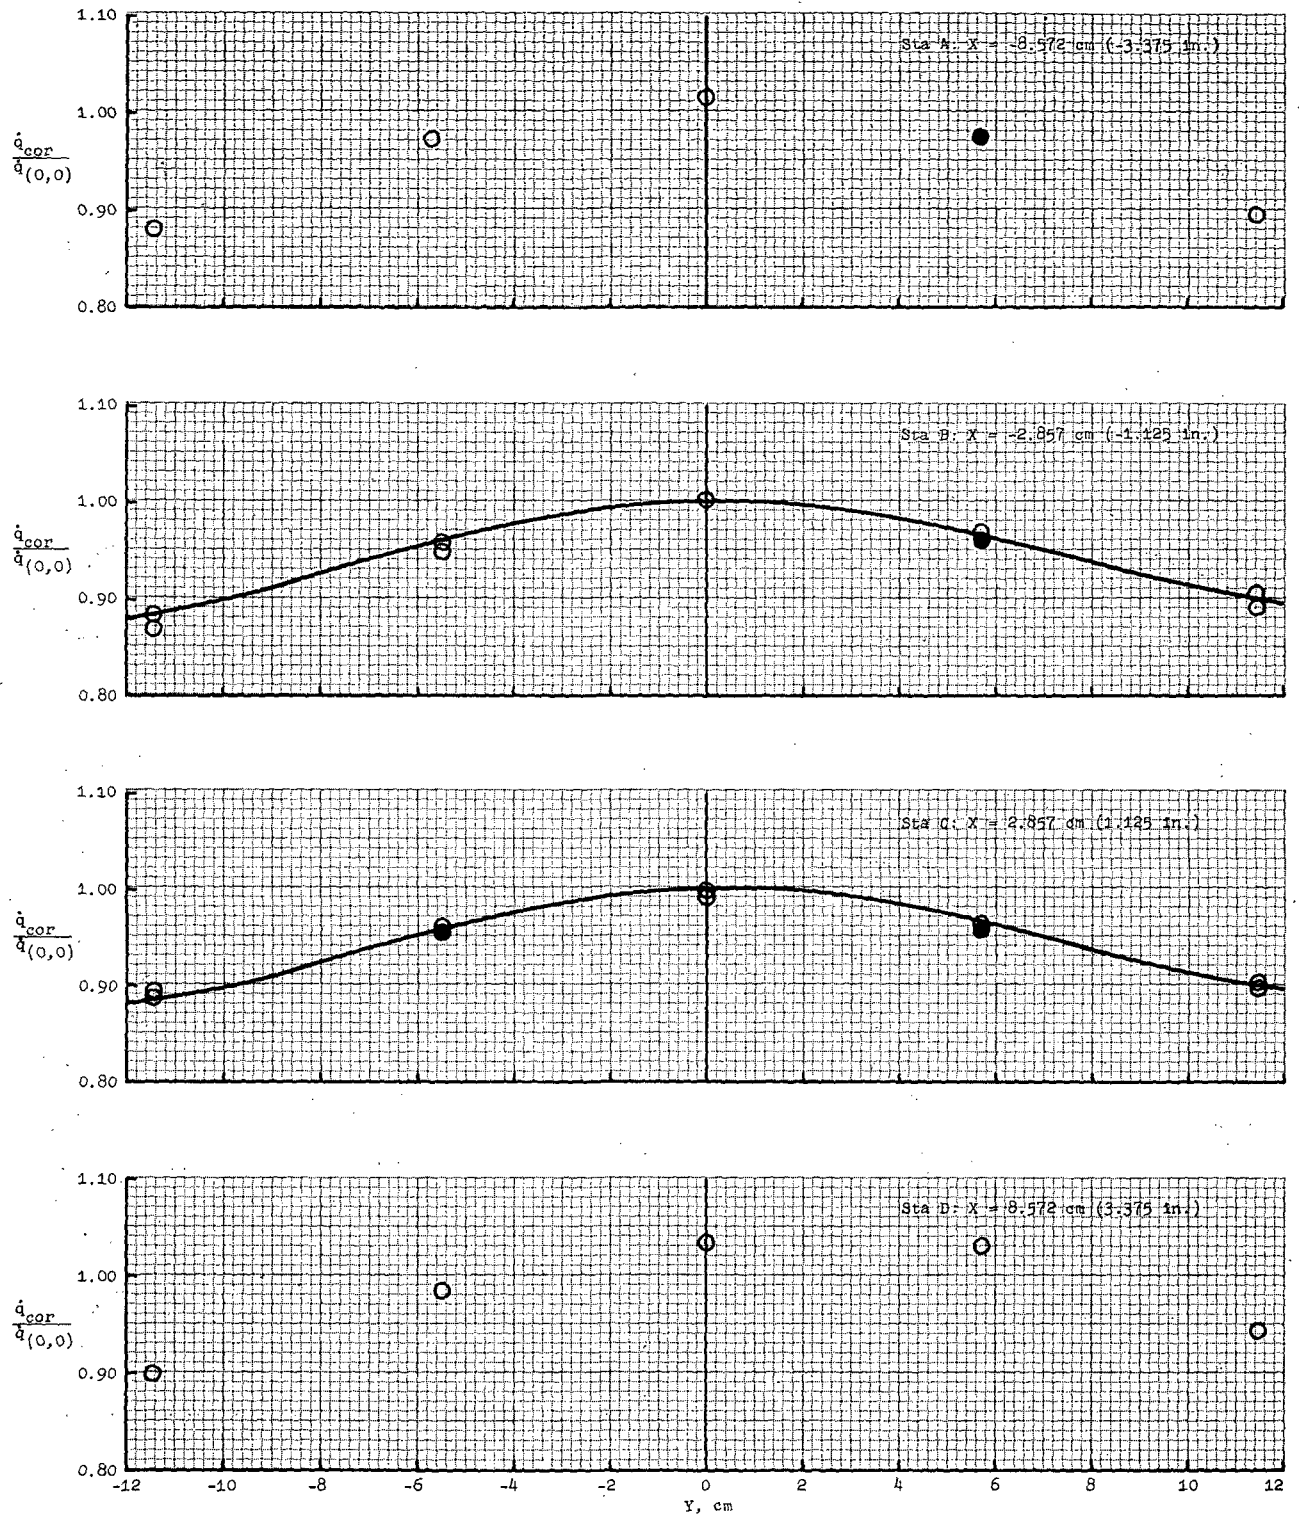 1.10
Sta A: X = -8.572 cm (-3.375 in.)
1.00
q̇cor
q̇(0,0)
0.90
0.80
1.10
Sta B: X = -2.857 cm (-1.125 in.)
1.00
q̇cor
q̇(0,0)
0.90
0.80
1.10
Sta C: X = 2.857 cm (1.125 in.)
1.00
q̇cor
q̇(0,0)
0.90
0.80
1.10
Sta D: X = 8.572 cm (3.375 in.)
1.00
q̇cor
q̇(0,0)
0.90
0.80
-12 -10 -8 -6 -4 -2 0 2 4 6 8 10 12
Y, cm